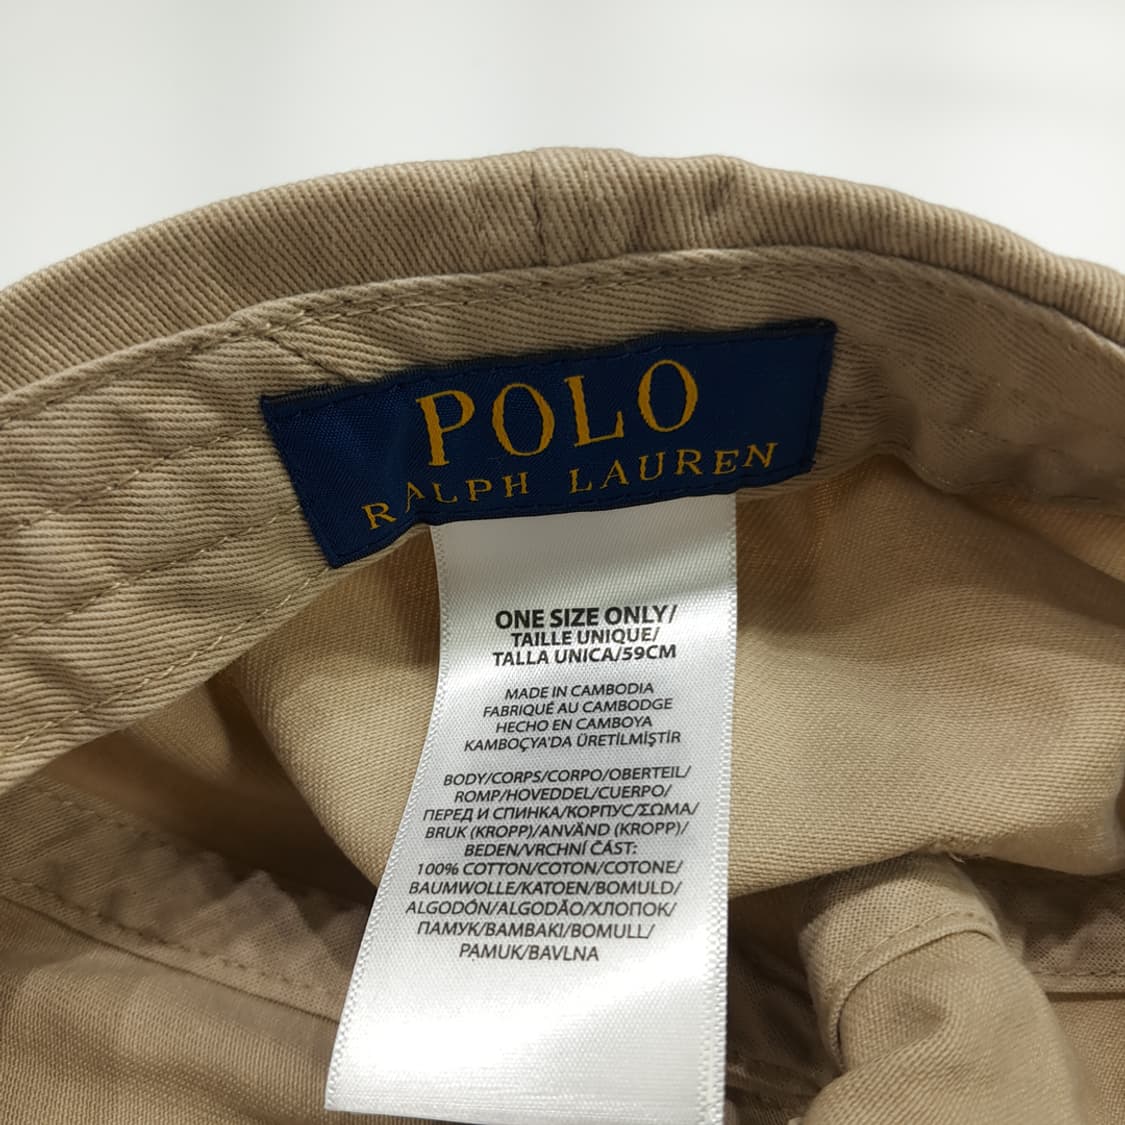 POLO
RALPH LAUREN
ONE SIZE ONLY/
TAILLE UNIQUE/
TALLA UNICA/59CM
MADE IN CAMBODIA
FABRIQUÉ AU CAMBODGE
HECHO EN CAMBOYA
KAMBOÇYA'DA ÜRETİLMİŞTİR
BODY/CORPS/CORPO/OBERTEIL/
ROMP/HOVEDDEL/CUERPO/
ПЕРЕД И СПИНКА/КОРПУС/ΣΩΜΑ/
BRUK (KROPP)/ANVÄND (KROPP)/
BEDEN/VRCHNÍ ČÁST:
100% COTTON/COTON/COTONE/
BAUMWOLLE/KATOEN/BOMULD/
ALGODÓN/ALGODÃO/ХЛОПОК/
ПАМУК/ΒΑΜΒΑΚΙ/BOMULL/
PAMUK/BAVLNA